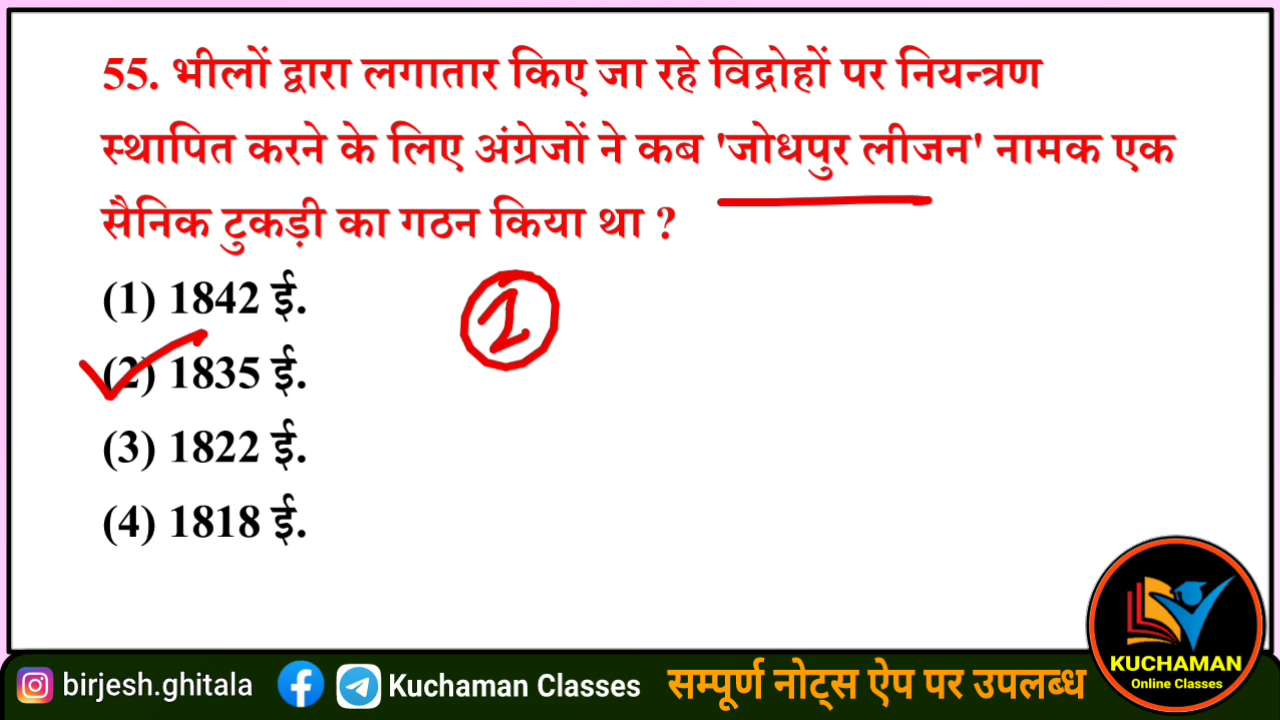 55. भीलों द्वारा लगातार किए जा रहे विद्रोहों पर नियन्त्रण
स्थापित करने के लिए अंग्रेजों ने कब 'जोधपुर लीजन' नामक एक
सैनिक टुकड़ी का गठन किया था ?
(1) 1842 ई.
(2) 1835 ई.
(3) 1822 ई.
(4) 1818 ई.
2
KUCHAMAN
Online Classes
birjesh.ghitala Kuchaman Classes सम्पूर्ण नोट्स ऐप पर उपलब्ध